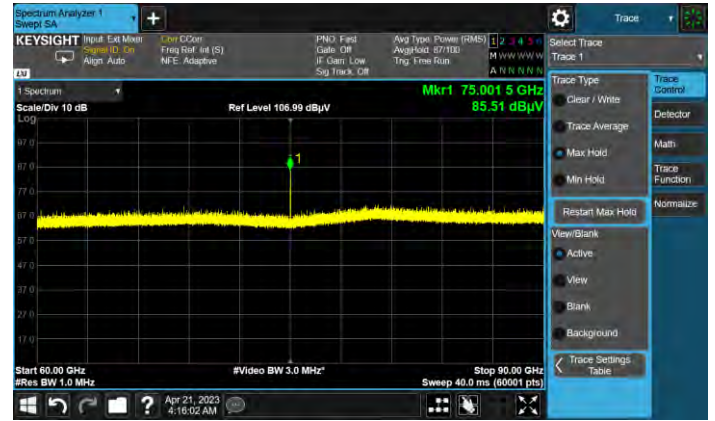 Spectrum Analyzer 1
Swept SA
+
Trace
KEYSIGHT Input: Ext Mixer
Signal ID: On
Align: Auto
LXI
Corr CCorr
Freq Ref: Int (S)
NFE: Adaptive
PNO: Fast
Gate: Off
IF Gain: Low
Sig Track: Off
Avg Type: Power (RMS)
Avg|Hold: 87/100
Trig: Free Run
1 2 3 4 5 6
M W W W W W
A N N N N N
Select Trace
Trace 1
1 Spectrum
Scale/Div 10 dB
Log
Ref Level 106.99 dBµV
Mkr1 75.001 5 GHz
85.51 dBµV
97.0
87.0
77.0
67.0
57.0
47.0
37.0
27.0
17.0
1
Start 60.00 GHz
#Res BW 1.0 MHz
#Video BW 3.0 MHz*
Stop 90.00 GHz
Sweep 40.0 ms (60001 pts)
Trace Type
Clear / Write
Trace Average
Max Hold
Min Hold
Restart Max Hold
View/Blank
Active
View
Blank
Background
Trace Settings
Table
Trace
Control
Detector
Math
Trace
Function
Normalize
?
Apr 21, 2023
4:16:02 AM